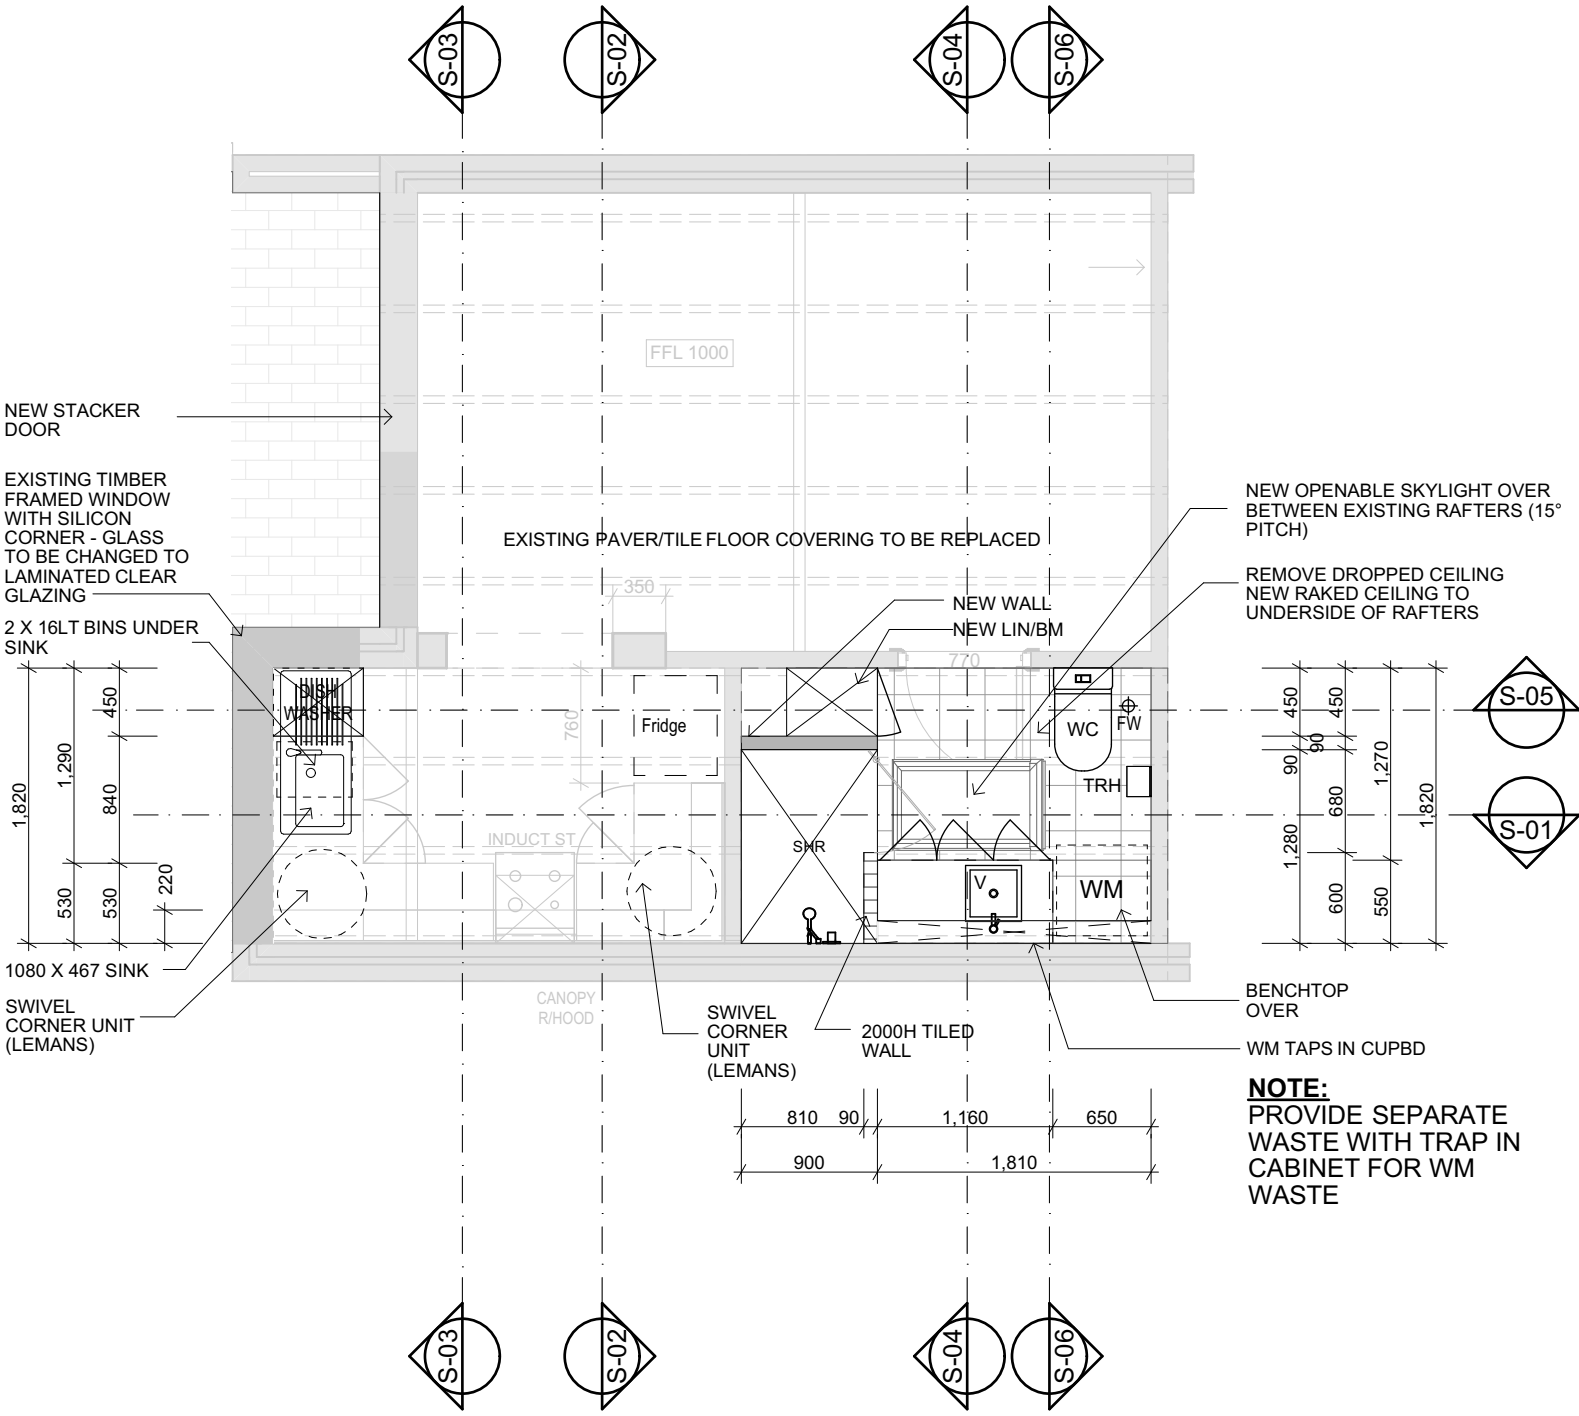 S-03
S-02
S-04
S-06
FFL 1000
NEW STACKER
DOOR
EXISTING TIMBER
FRAMED WINDOW
WITH SILICON
CORNER - GLASS
TO BE CHANGED TO
LAMINATED CLEAR
GLAZING
2 X 16LT BINS UNDER
SINK
NEW OPENABLE SKYLIGHT OVER
BETWEEN EXISTING RAFTERS (15°
PITCH)
EXISTING PAVER/TILE FLOOR COVERING TO BE REPLACED
REMOVE DROPPED CEILING
NEW RAKED CEILING TO
UNDERSIDE OF RAFTERS
350
NEW WALL
NEW LIN/BM
770
1,820
1,290
530
450
840
530
220
DISH
WASHER
760
Fridge
INDUCT ST
SHR
WC
FW
TRH
V
WM
450
90
1,280
450
90
680
600
1,270
550
1,820
S-05
S-01
1080 X 467 SINK
SWIVEL
CORNER UNIT
(LEMANS)
CANOPY
R/HOOD
SWIVEL
CORNER
UNIT
(LEMANS)
2000H TILED
WALL
BENCHTOP
OVER
WM TAPS IN CUPBD
NOTE:
PROVIDE SEPARATE
WASTE WITH TRAP IN
CABINET FOR WM
WASTE
810 90 1,160 650
900 1,810
S-03
S-02
S-04
S-06